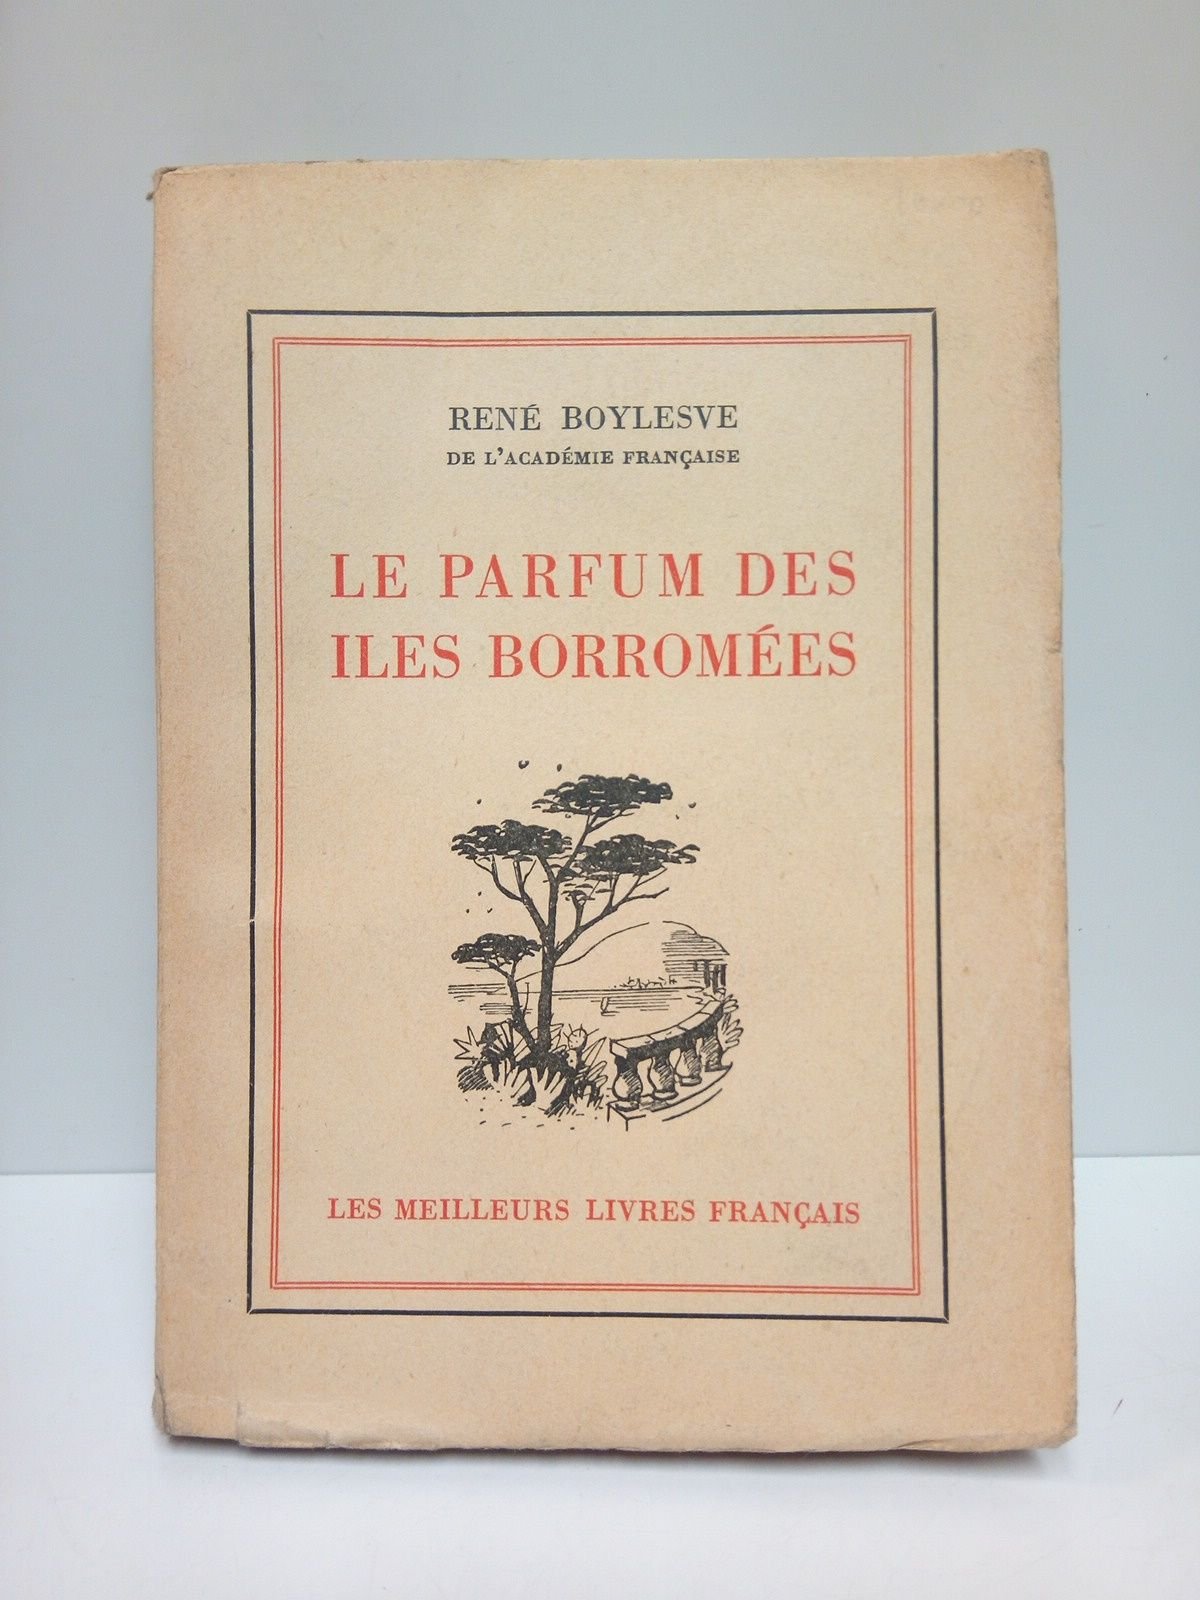 RENÉ BOYLESVE
DE L'ACADÉMIE FRANÇAISE
LE PARFUM DES
ILES BORROMÉES
LES MEILLEURS LIVRES FRANÇAIS